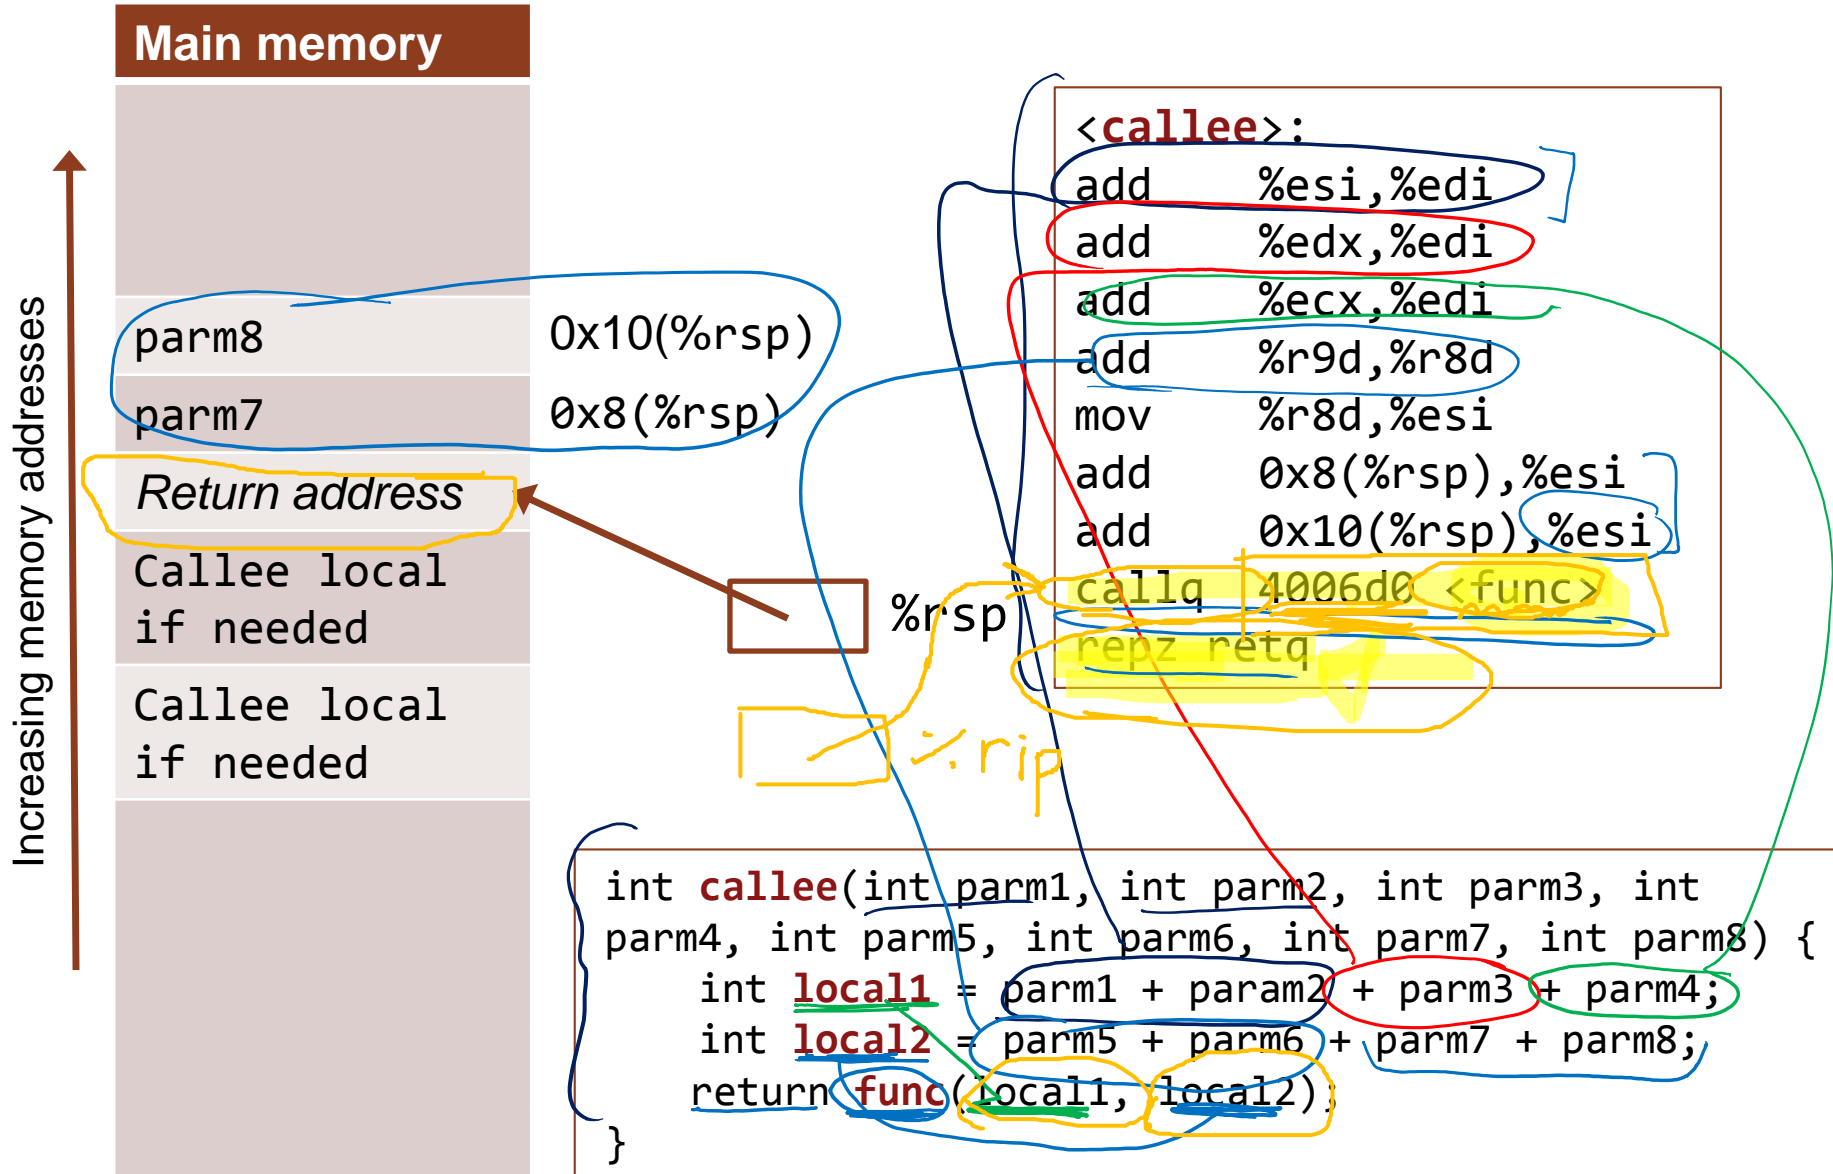 Main memory
Increasing memory addresses
parm8 0x10(%rsp)
parm7 0x8(%rsp)
Return address
Callee local
if needed
Callee local
if needed
%rsp
%rip
<callee>:
add %esi,%edi
add %edx,%edi
add %ecx,%edi
add %r9d,%r8d
mov %r8d,%esi
add 0x8(%rsp),%esi
add 0x10(%rsp),%esi
callq 4006d0 <func>
repz retq
int callee(int parm1, int parm2, int parm3, int
parm4, int parm5, int parm6, int parm7, int parm8) {
int local1 = parm1 + param2 + parm3 + parm4;
int local2 = parm5 + parm6 + parm7 + parm8;
return func(local1, local2);
}